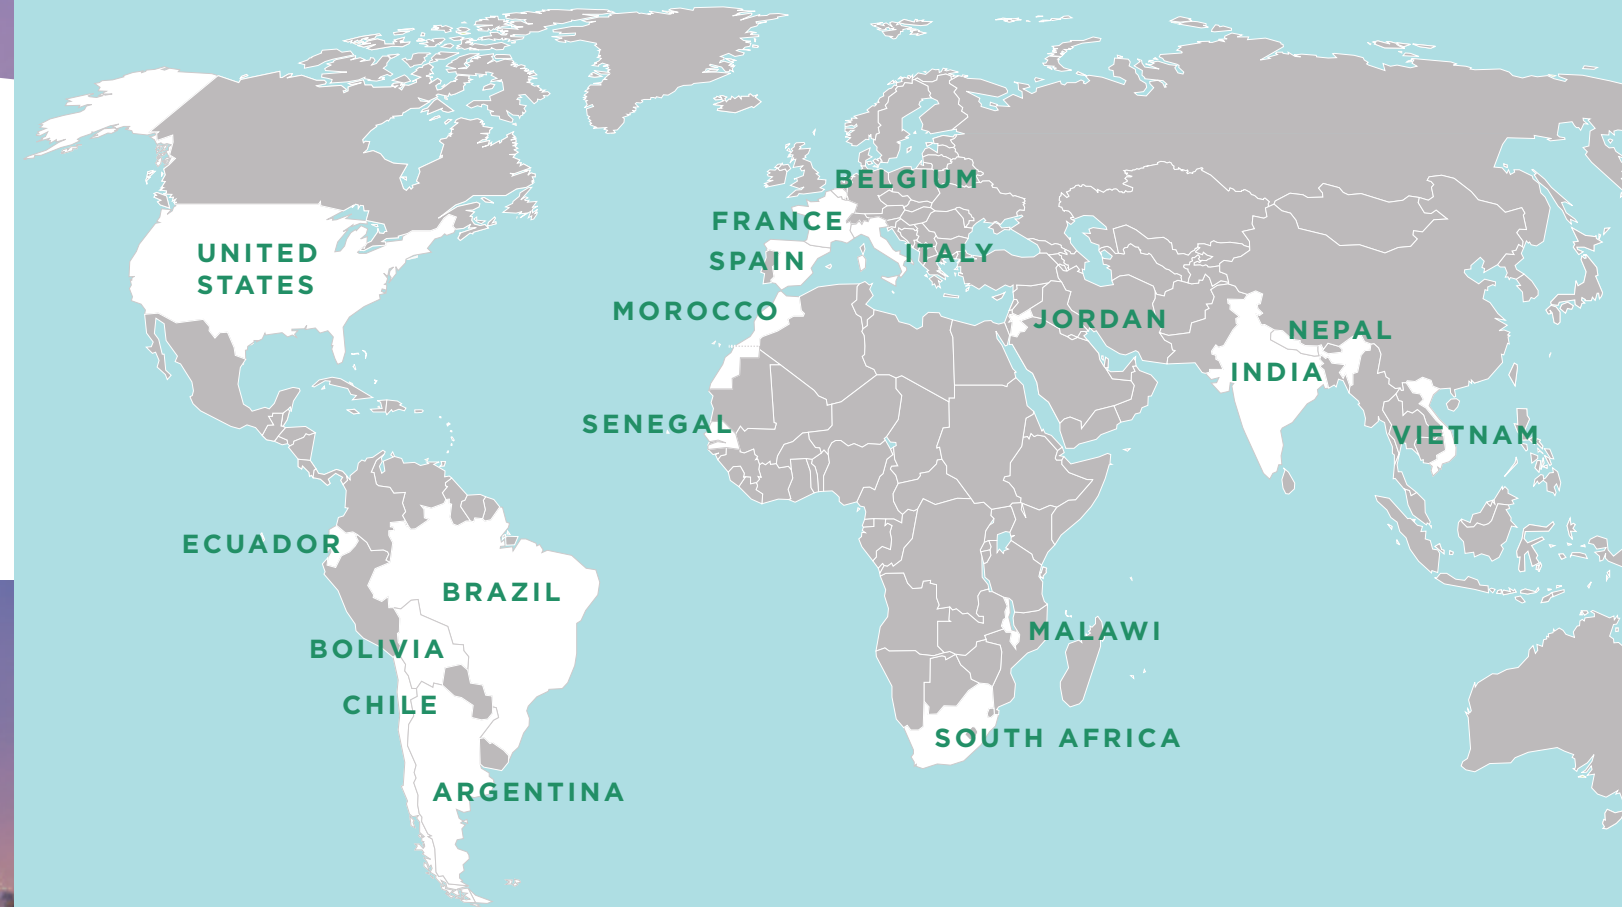 BELGIUM
FRANCE
UNITED
STATES
SPAIN
ITALY
MOROCCO
JORDAN
NEPAL
INDIA
SENEGAL
VIETNAM
ECUADOR
BRAZIL
MALAWI
BOLIVIA
CHILE
SOUTH AFRICA
ARGENTINA